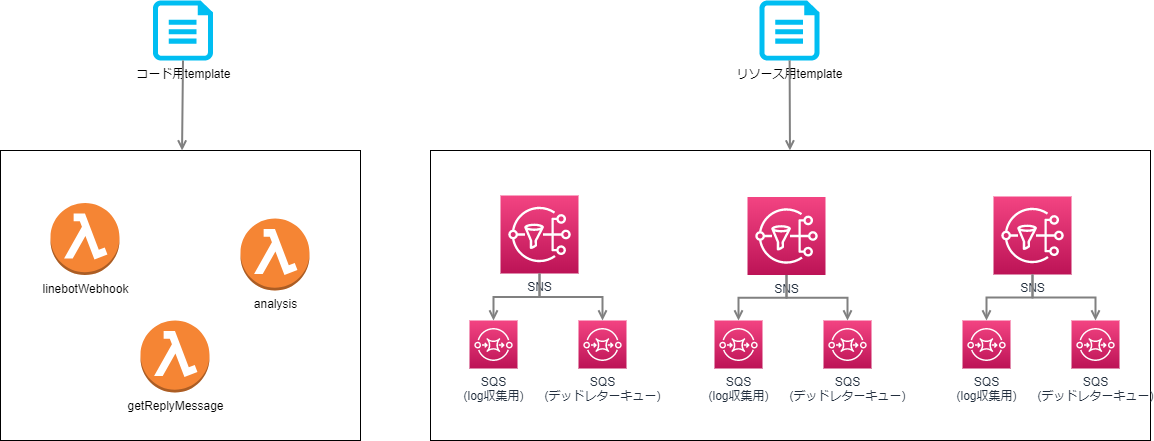 コード用template
リソース用template
linebotWebhook
analysis
getReplyMessage
SNS
SNS
SNS
SQS
(log収集用)
SQS
(デッドレターキュー)
SQS
(log収集用)
SQS
(デッドレターキュー)
SQS
(log収集用)
SQS
(デッドレターキュー)